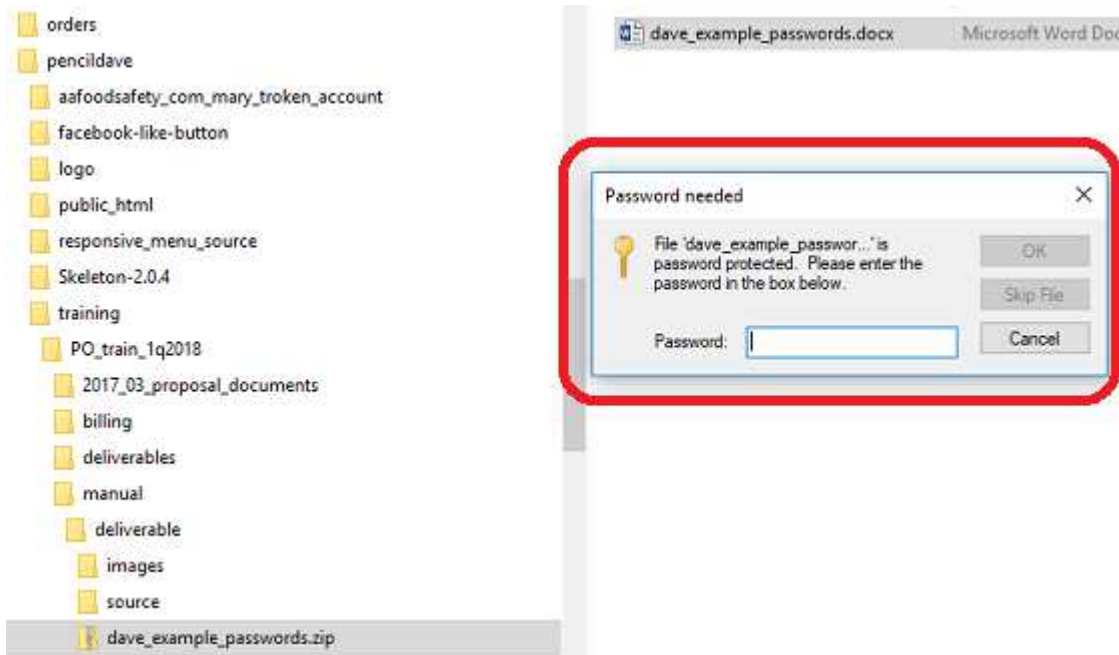 orders
pencildave
aafoodsafety_com_mary_troken_account
facebook-like-button
logo
public_html
responsive_menu_source
Skeleton-2.0.4
training
PO_train_1q2018
2017_03_proposal_documents
billing
deliverables
manual
deliverable
images
source
dave_example_passwords.zip
dave_example_passwords.docx Microsoft Word Doc
Password needed
File 'dave_example_passwor...' is
password protected. Please enter the
password in the box below.
OK
Skip File
Password:
Cancel